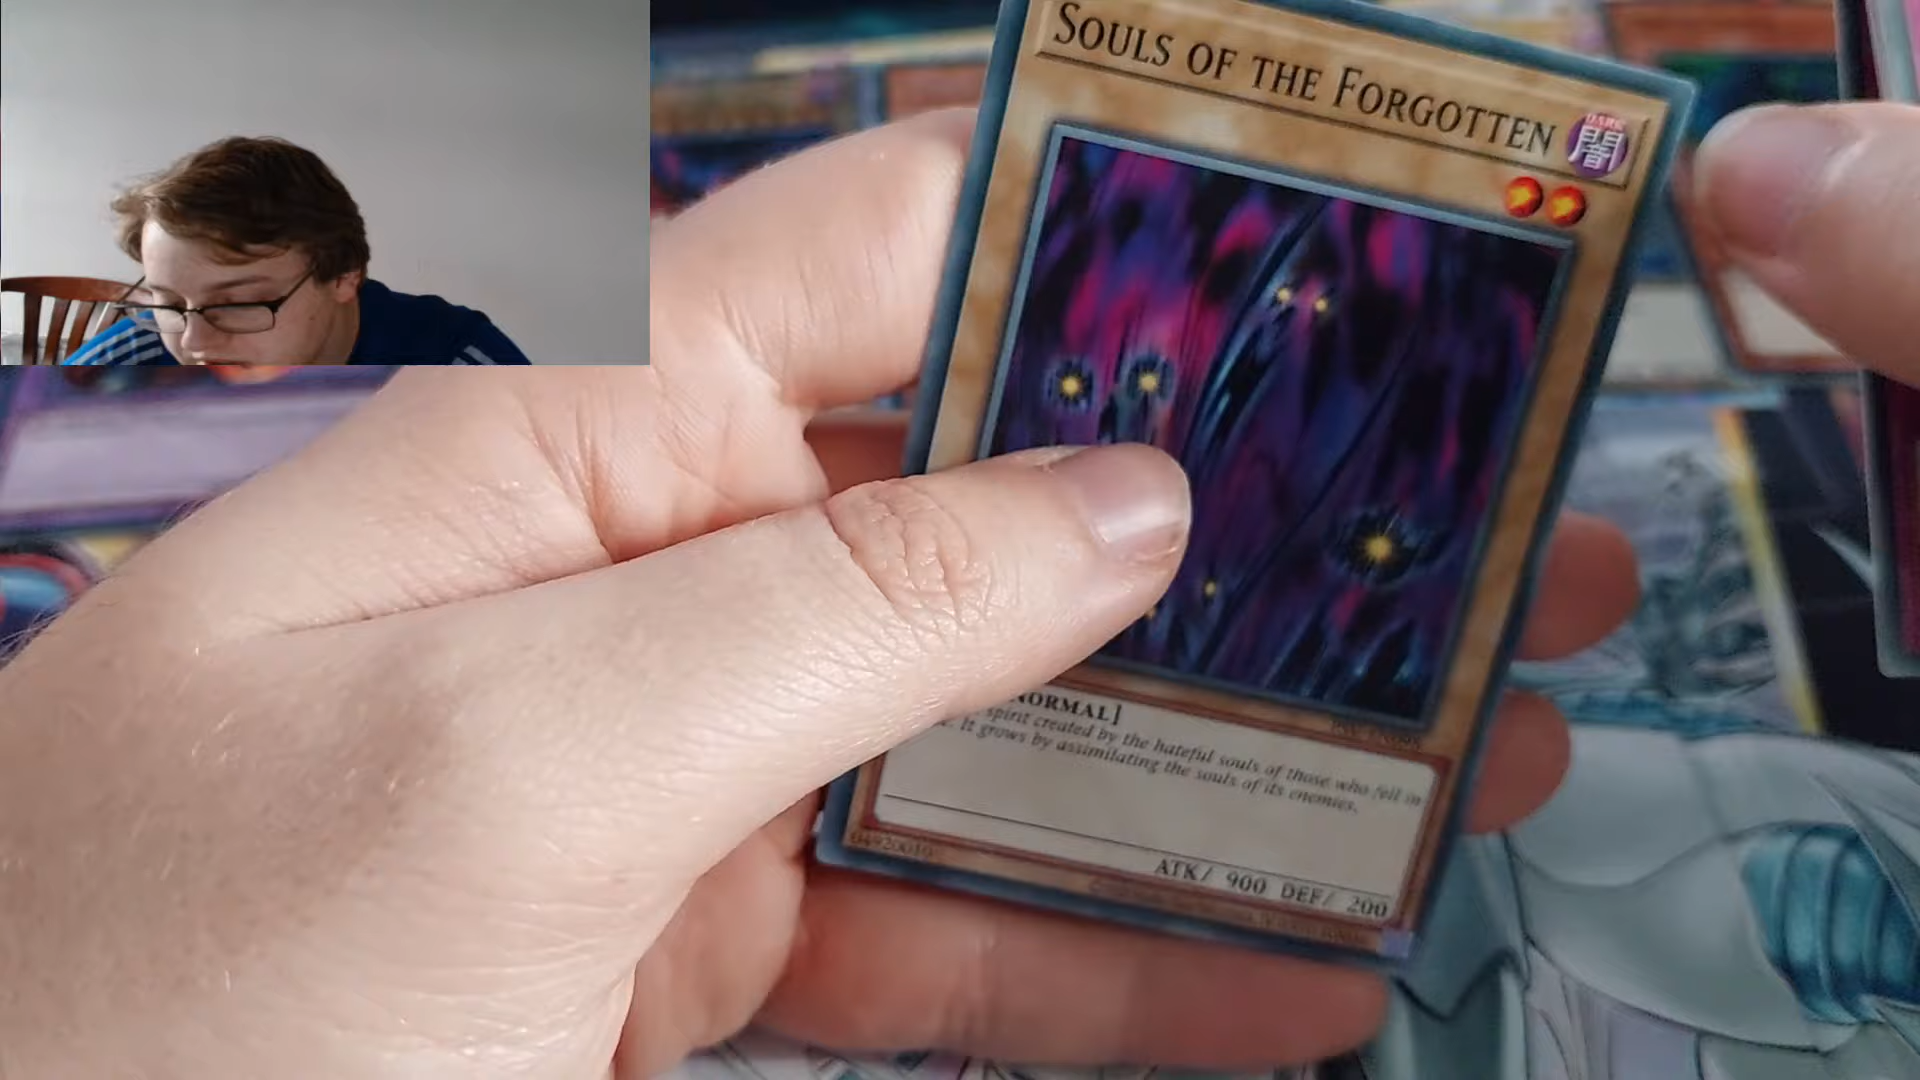 SOULS OF THE FORGOTTEN
DARK
闇
NORMAL]
spirit created by the hateful souls of those who fell in
It grows by assimilating the souls of its enemies.
ATK/ 900 DEF/ 200